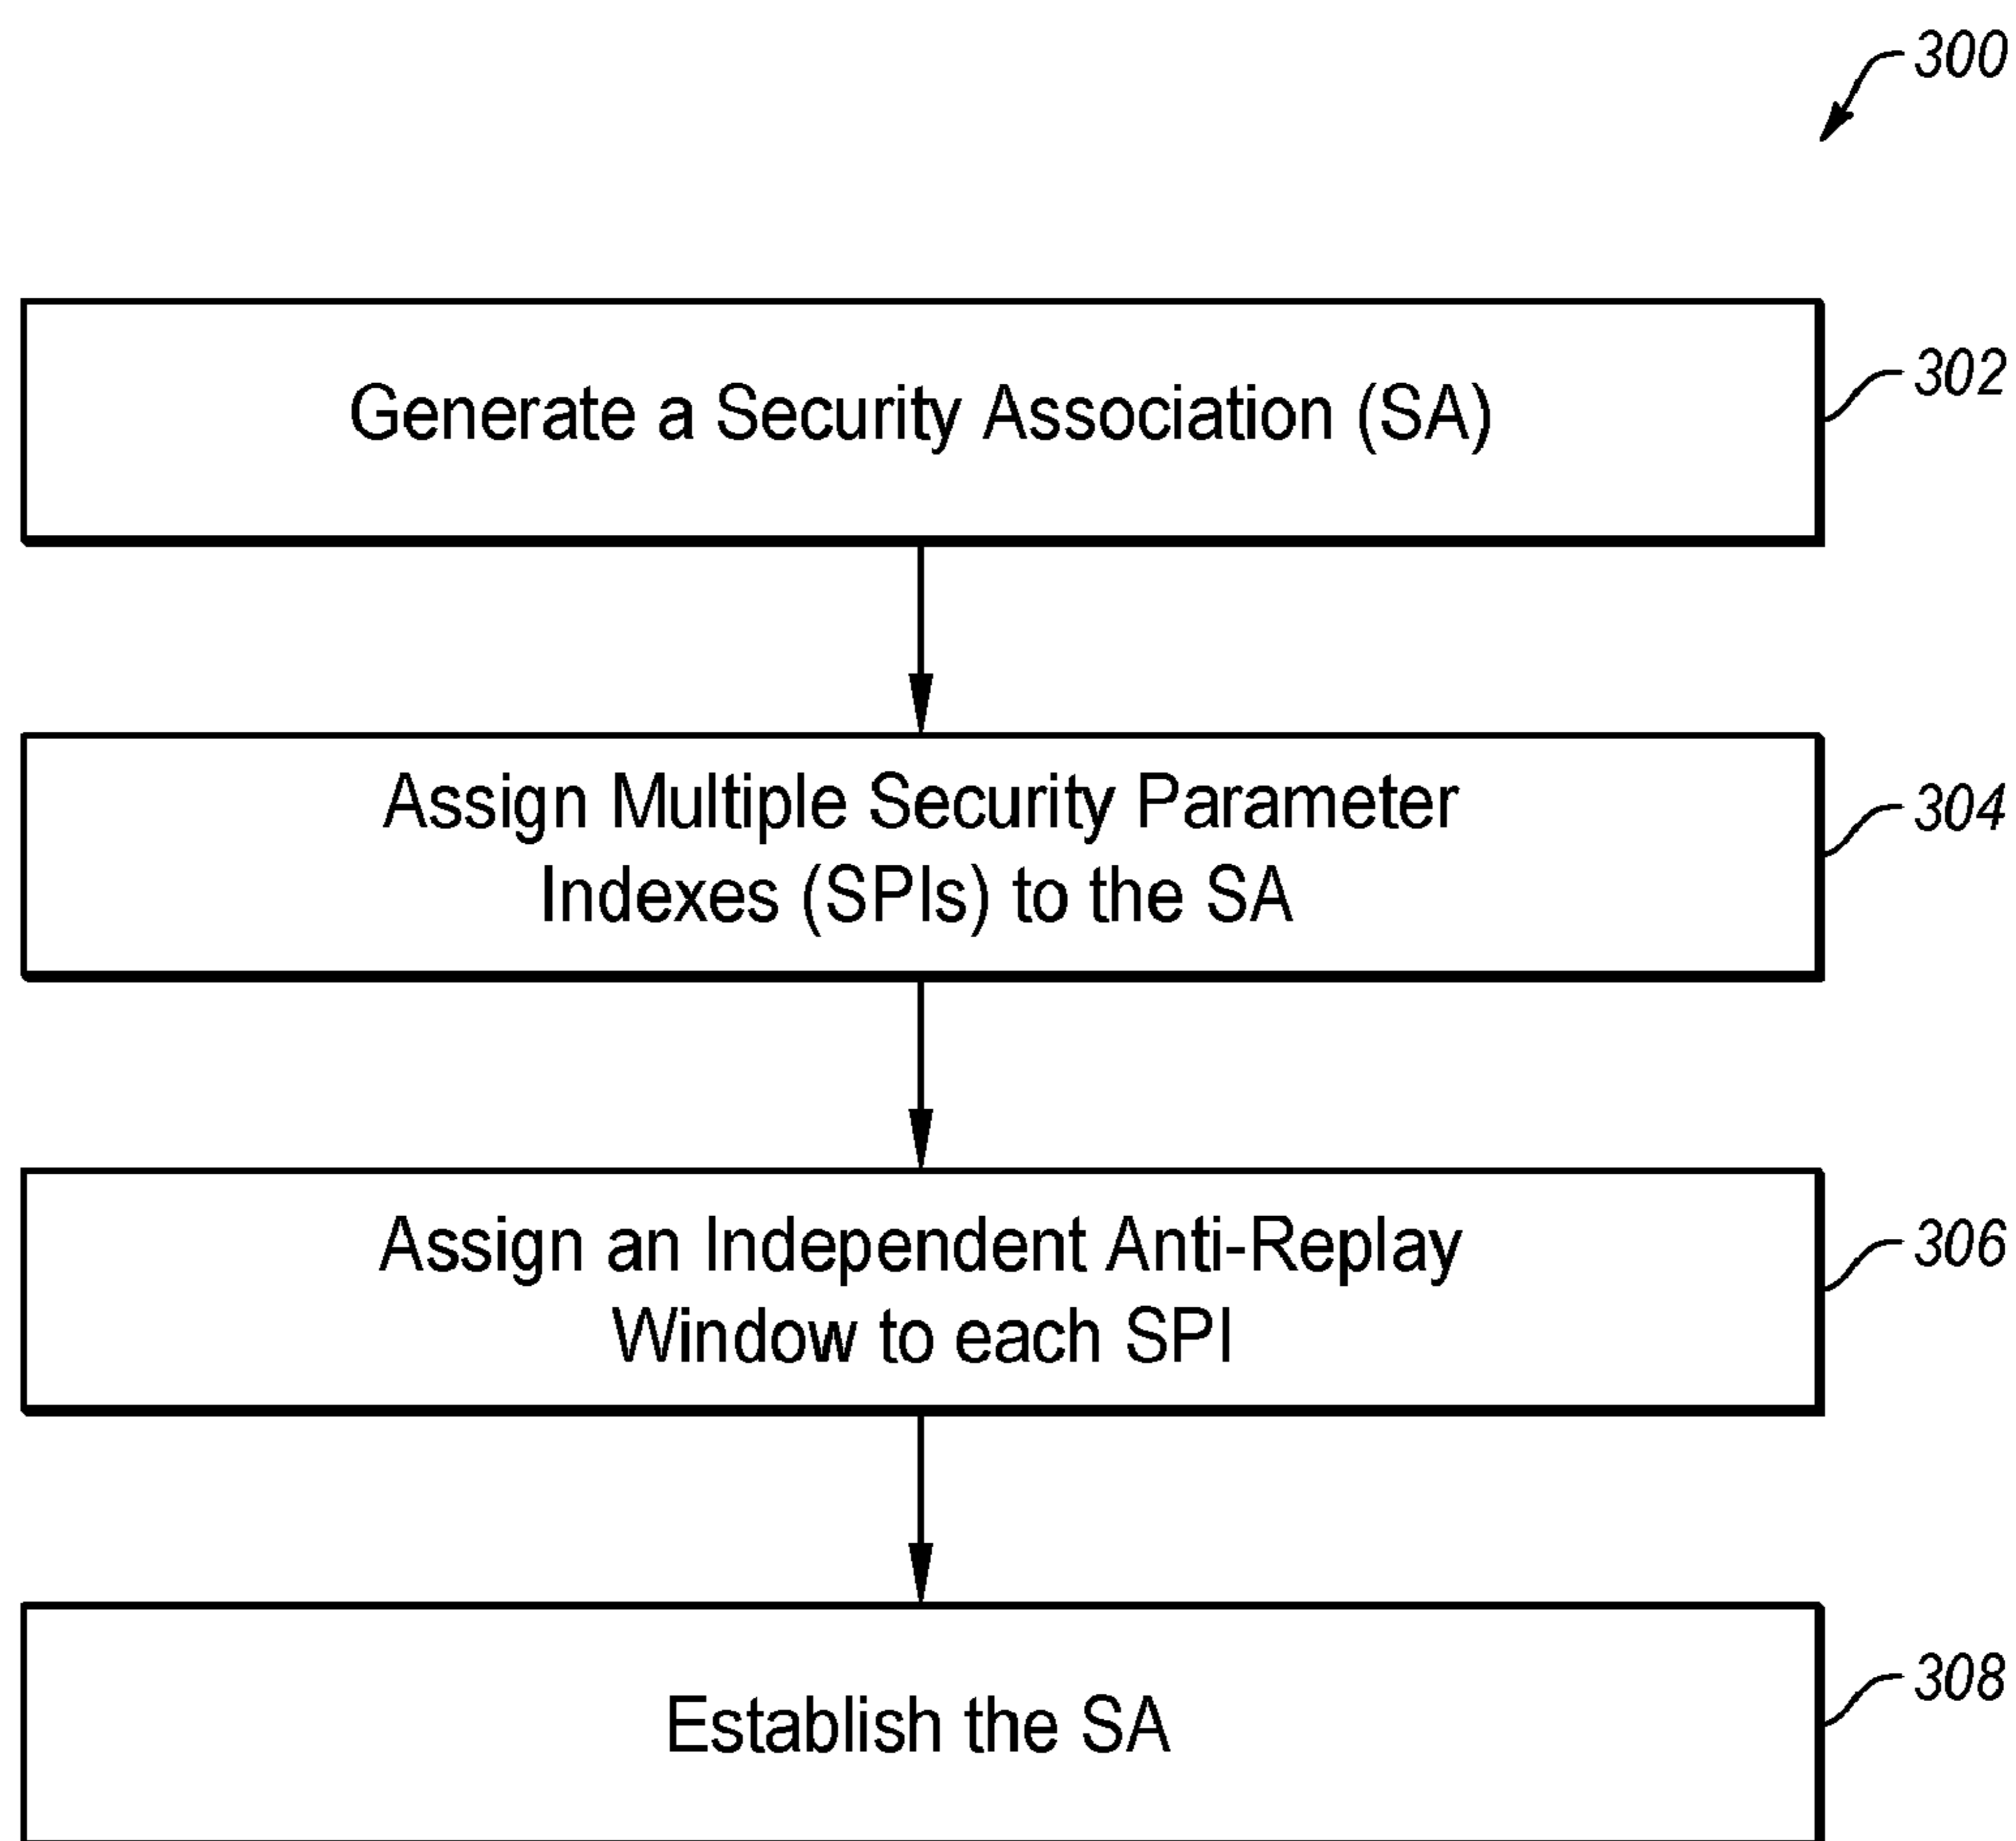 300
Generate a Security Association (SA)
302
Assign Multiple Security Parameter
Indexes (SPIs) to the SA
304
Assign an Independent Anti-Replay
Window to each SPI
306
Establish the SA
308